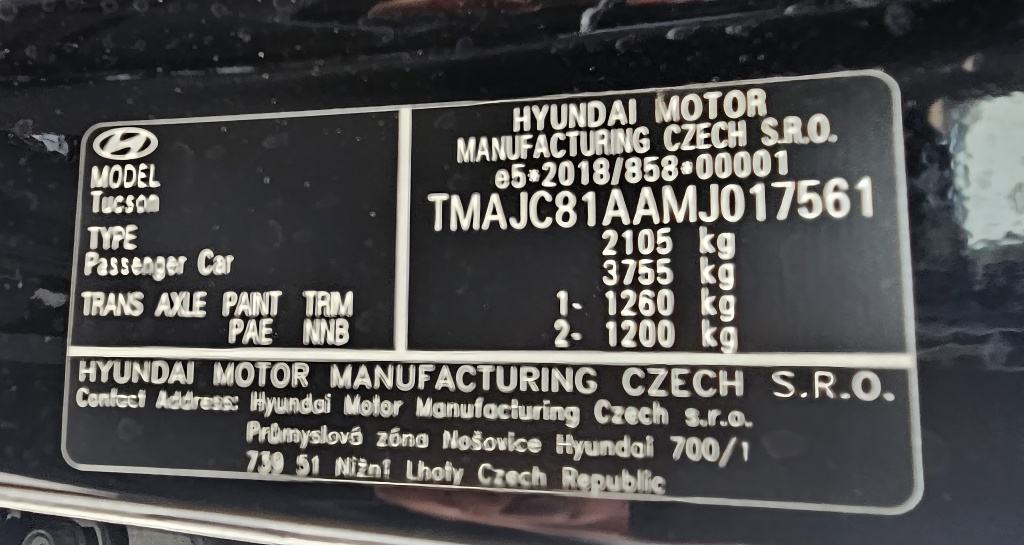 MODEL
Tucson
TYPE
Passenger Car
TRANS AXLE PAINT TRIM
PAE NNB
HYUNDAI MOTOR
MANUFACTURING CZECH S.R.O.
e5*2018/858*00001
TMAJC81AAMJ017561
2105 kg
3755 kg
1- 1260 kg
2- 1200 kg
HYUNDAI MOTOR MANUFACTURING CZECH S.R.O.
Contact Address: Hyundai Motor Manufacturing Czech s.r.o.
Průmyslová zóna Nošovice Hyundai 700/1
739 51 Nižní Lhoty Czech Republic